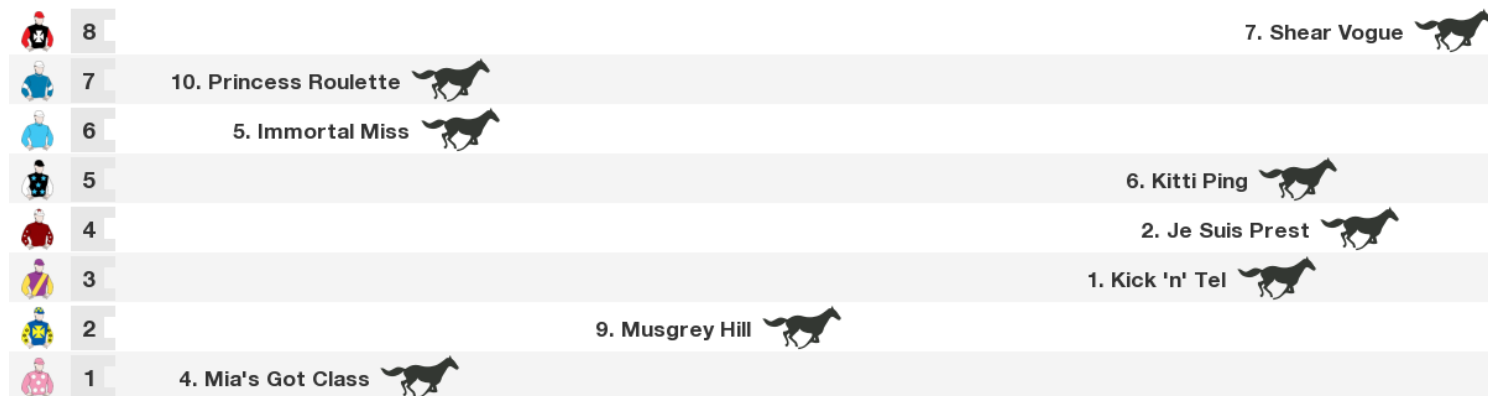 8 7. Shear Vogue
7 10. Princess Roulette
6 5. Immortal Miss
5 6. Kitti Ping
4 2. Je Suis Prest
3 1. Kick 'n' Tel
2 9. Musgrey Hill
1 4. Mia's Got Class